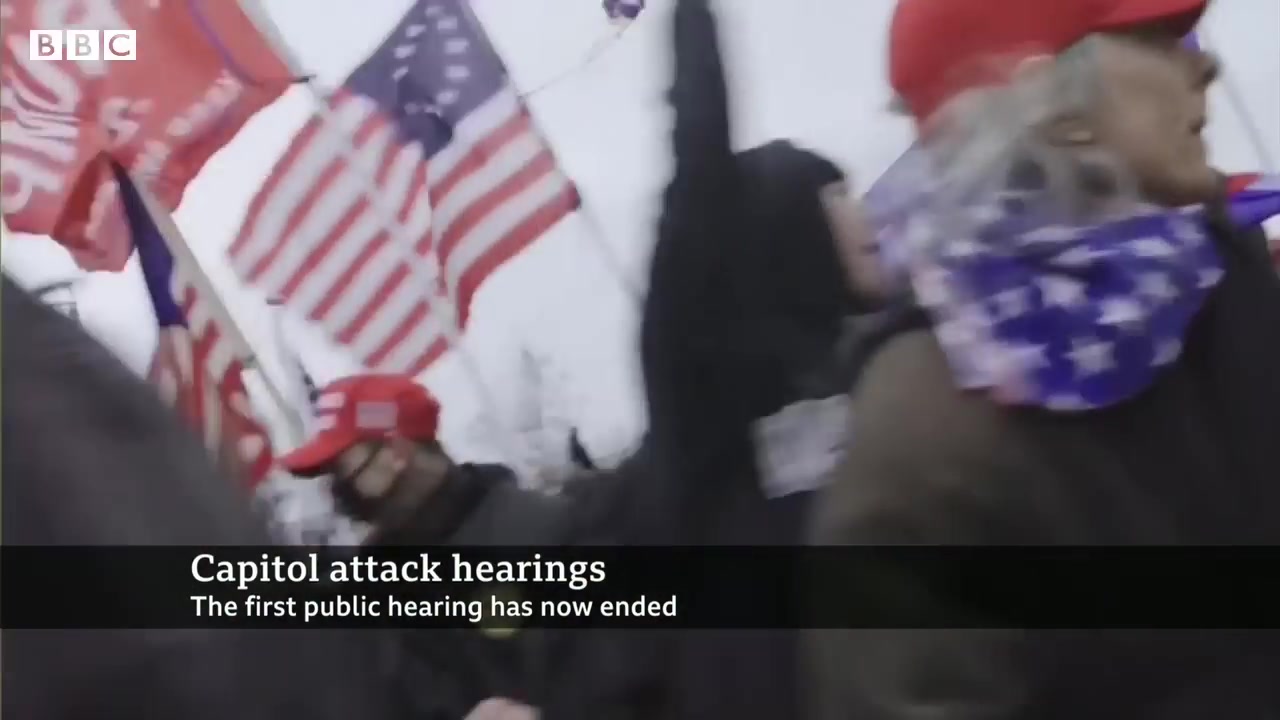 BBC
Capitol attack hearings
The first public hearing has now ended